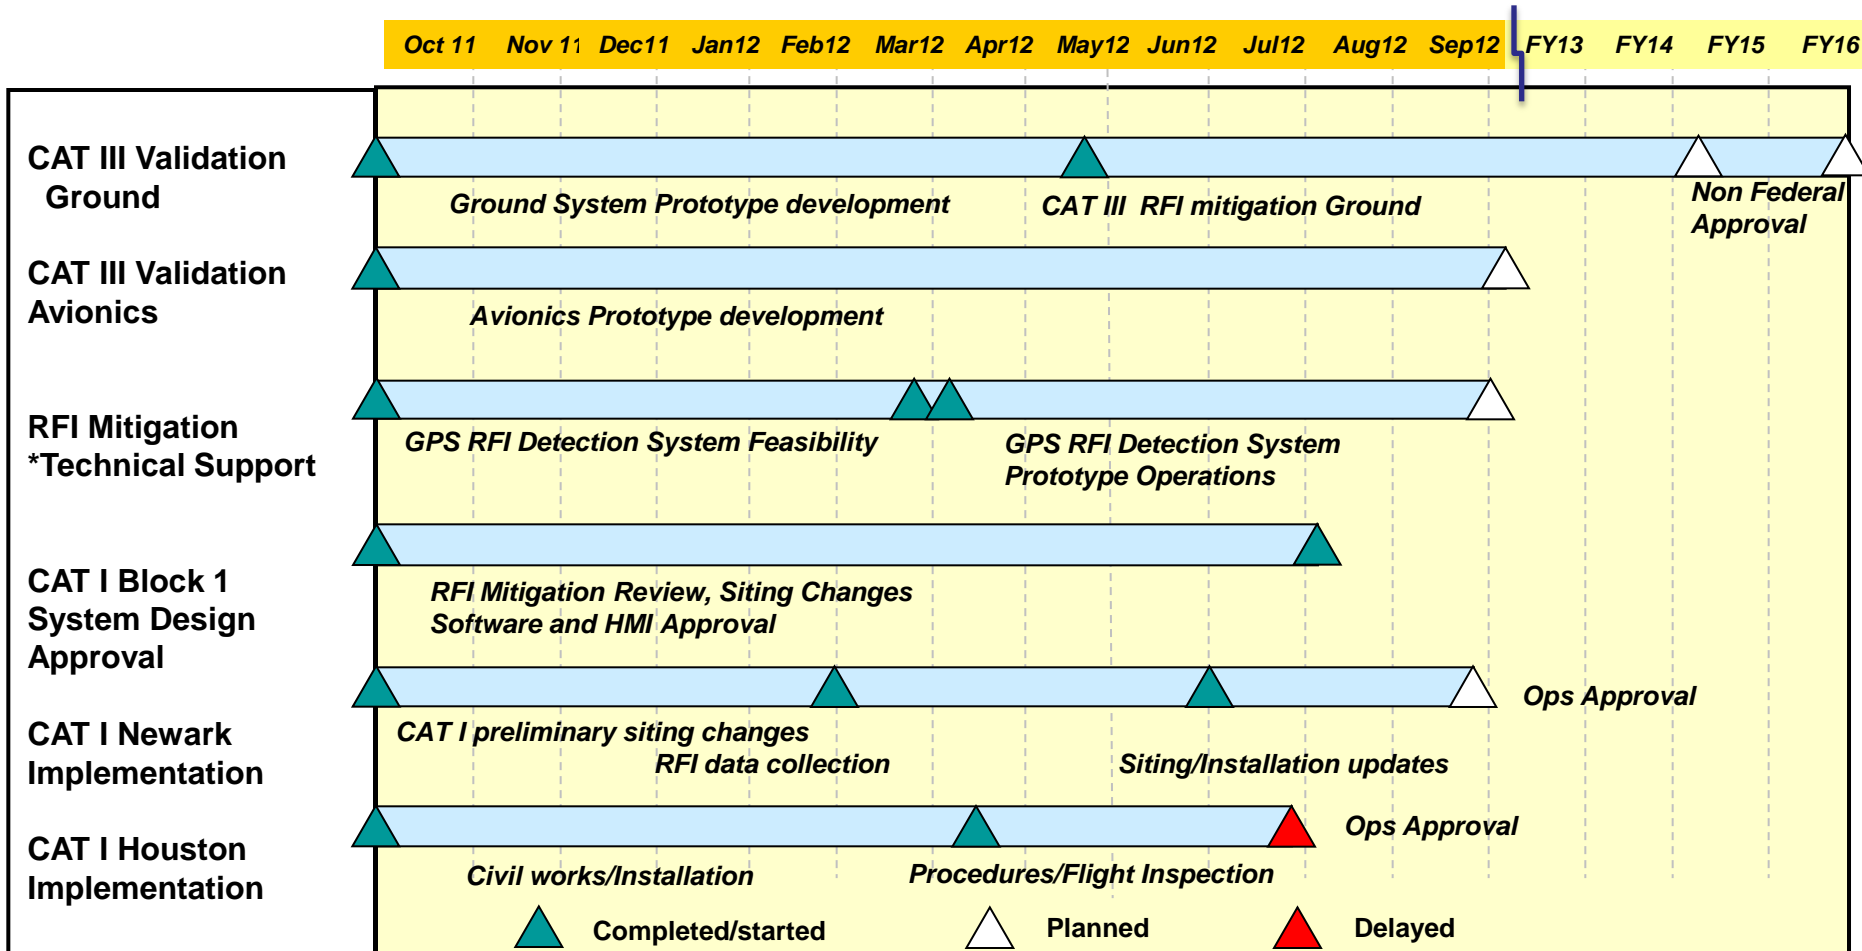 Oct 11 Nov 11 Dec11 Jan12 Feb12 Mar12 Apr12 May12 Jun12 Jul12 Aug12 Sep12 FY13 FY14 FY15 FY16
CAT III Validation
Ground
Ground System Prototype development
CAT III RFI mitigation Ground
Non Federal
Approval
CAT III Validation
Avionics
Avionics Prototype development
RFI Mitigation
*Technical Support
GPS RFI Detection System Feasibility
GPS RFI Detection System
Prototype Operations
CAT I Block 1
System Design
Approval
RFI Mitigation Review, Siting Changes
Software and HMI Approval
CAT I Newark
Implementation
CAT I preliminary siting changes
RFI data collection
Siting/Installation updates
Ops Approval
CAT I Houston
Implementation
Civil works/Installation
Procedures/Flight Inspection
Ops Approval
Completed/started
Planned
Delayed